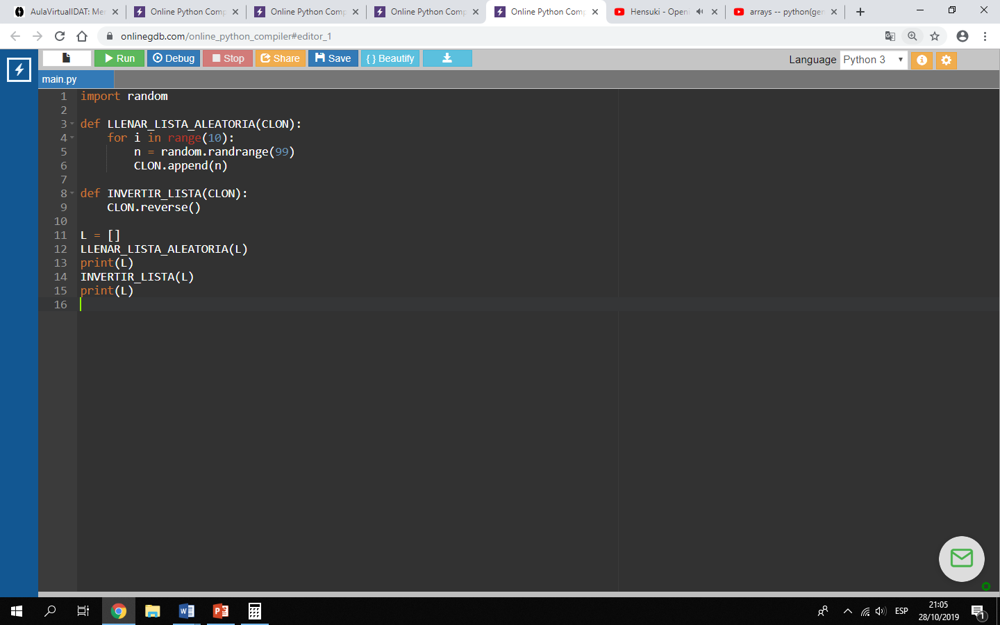 AulaVirtualIDAT: Me
Online Python Comp
Online Python Comp
Online Python Comp
Online Python Comp
Hensuki - Openi
arrays -- python(ger
onlinegdb.com/online_python_compiler#editor_1
Run
Debug
Stop
Share
Save
{ } Beautify
Language
Python 3
main.py
1 import random
2
3 def LLENAR_LISTA_ALEATORIA(CLON):
4     for i in range(10):
5         n = random.randrange(99)
6         CLON.append(n)
7
8 def INVERTIR_LISTA(CLON):
9     CLON.reverse()
10
11 L = []
12 LLENAR_LISTA_ALEATORIA(L)
13 print(L)
14 INVERTIR_LISTA(L)
15 print(L)
16
ESP
21:05
28/10/2019
1